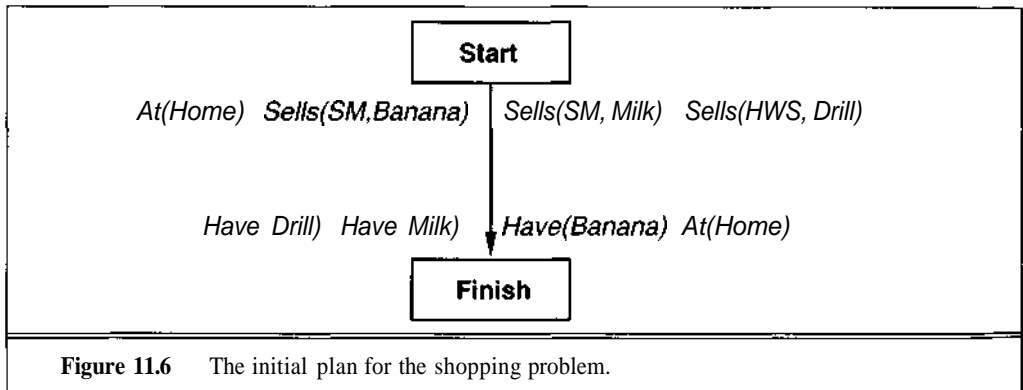 Start
At(Home) Sells(SM,Banana) Sells(SM, Milk) Sells(HWS, Drill)
Have Drill) Have Milk) Have(Banana) At(Home)
Finish
Figure 11.6 The initial plan for the shopping problem.